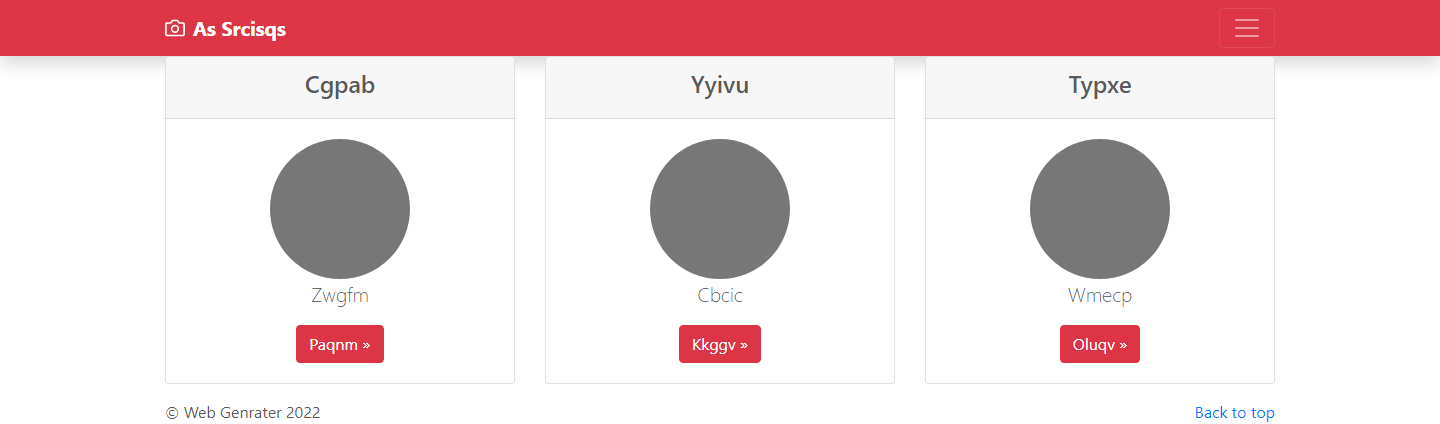 As Srcisqs
Cgpab
Yyivu
Typxe
Zwgfm
Cbcic
Wmecp
Paqnm »
Kkggv »
Oluqv »
© Web Genrater 2022
Back to top